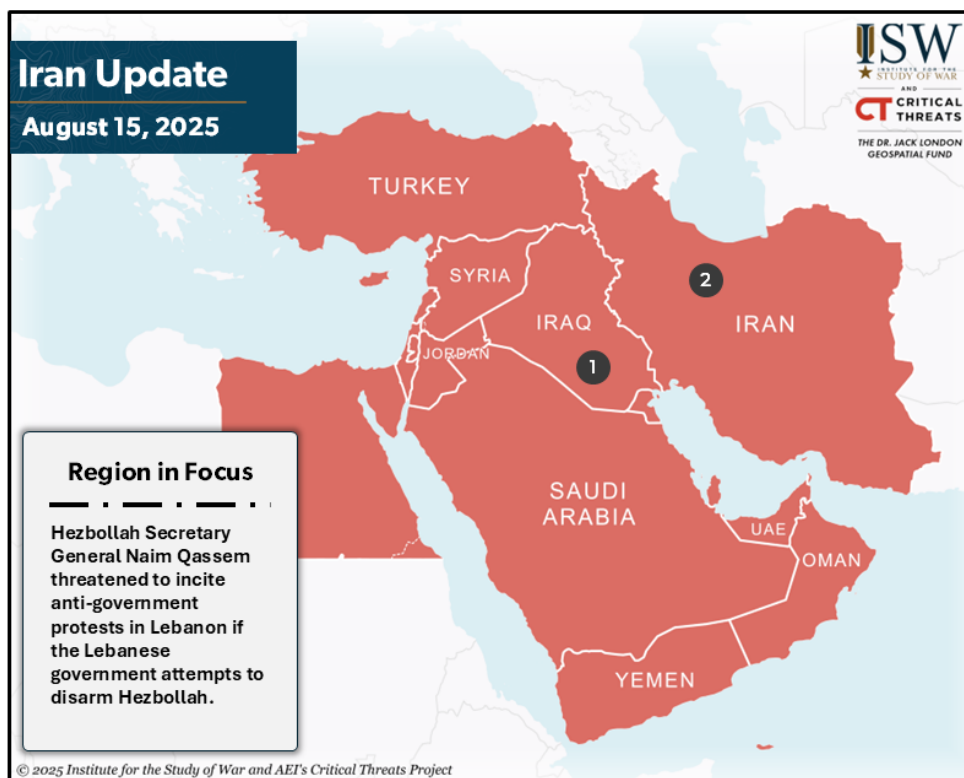 Iran Update
August 15, 2025
ISW
INSTITUTE FOR THE
STUDY OF WAR
AND
CT CRITICAL
THREATS
THE DR. JACK LONDON
GEOSPATIAL FUND
TURKEY
SYRIA
IRAQ
IRAN
JORDAN
1
2
SAUDI
ARABIA
UAE
OMAN
YEMEN
Region in Focus
Hezbollah Secretary
General Naim Qassem
threatened to incite
anti-government
protests in Lebanon if
the Lebanese
government attempts to
disarm Hezbollah.
© 2025 Institute for the Study of War and AEI's Critical Threats Project